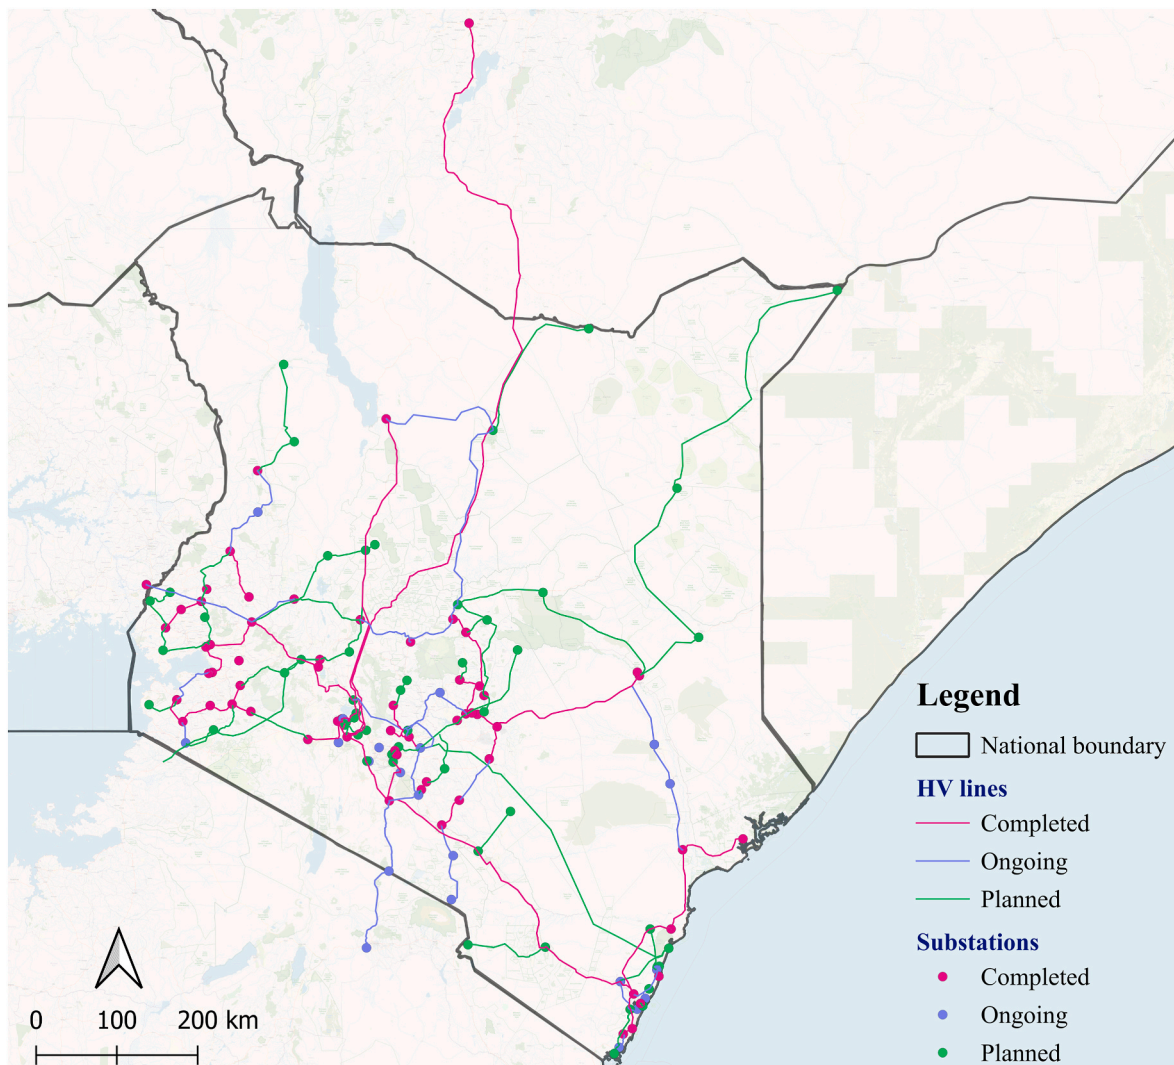 Legend
National boundary
HV lines
Completed
Ongoing
Planned
Substations
Completed
Ongoing
Planned
0 100 200 km